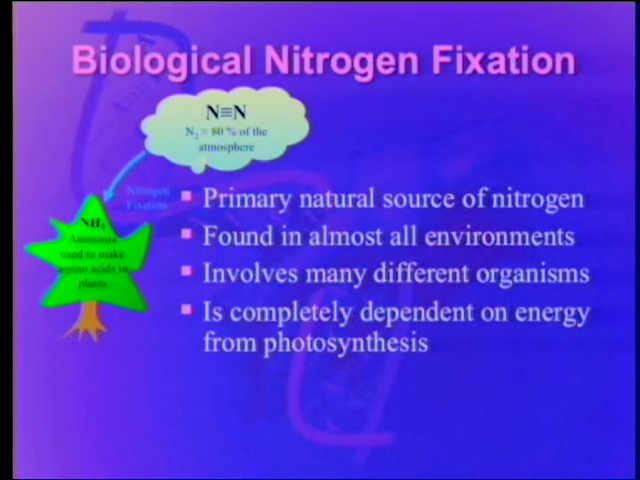 Biological Nitrogen Fixation
N≡N
N₂ = 80 % of the
atmosphere
Nitrogen
Fixation
NH₃
Ammonia
used to make
amino acids in
plants
▪ Primary natural source of nitrogen
▪ Found in almost all environments
▪ Involves many different organisms
▪ Is completely dependent on energy
from photosynthesis